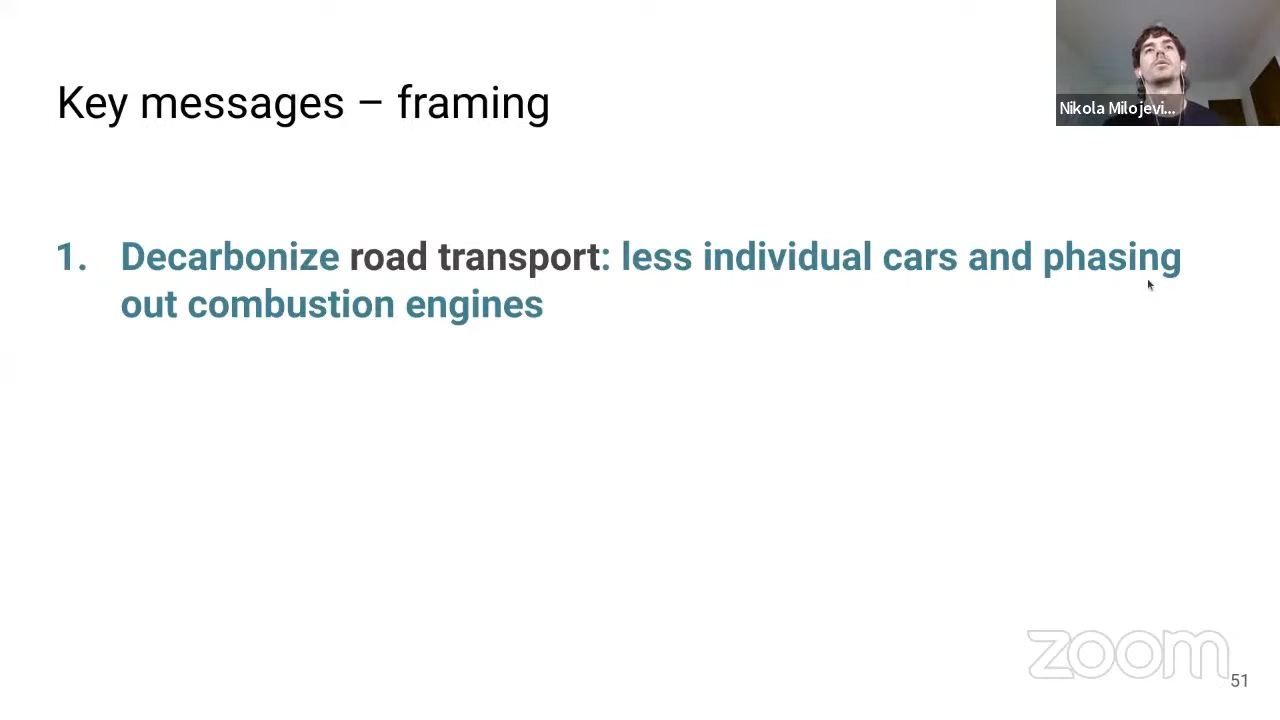 Key messages – framing
Nikola Milojevi...
1. Decarbonize road transport: less individual cars and phasing
out combustion engines
zoom
51